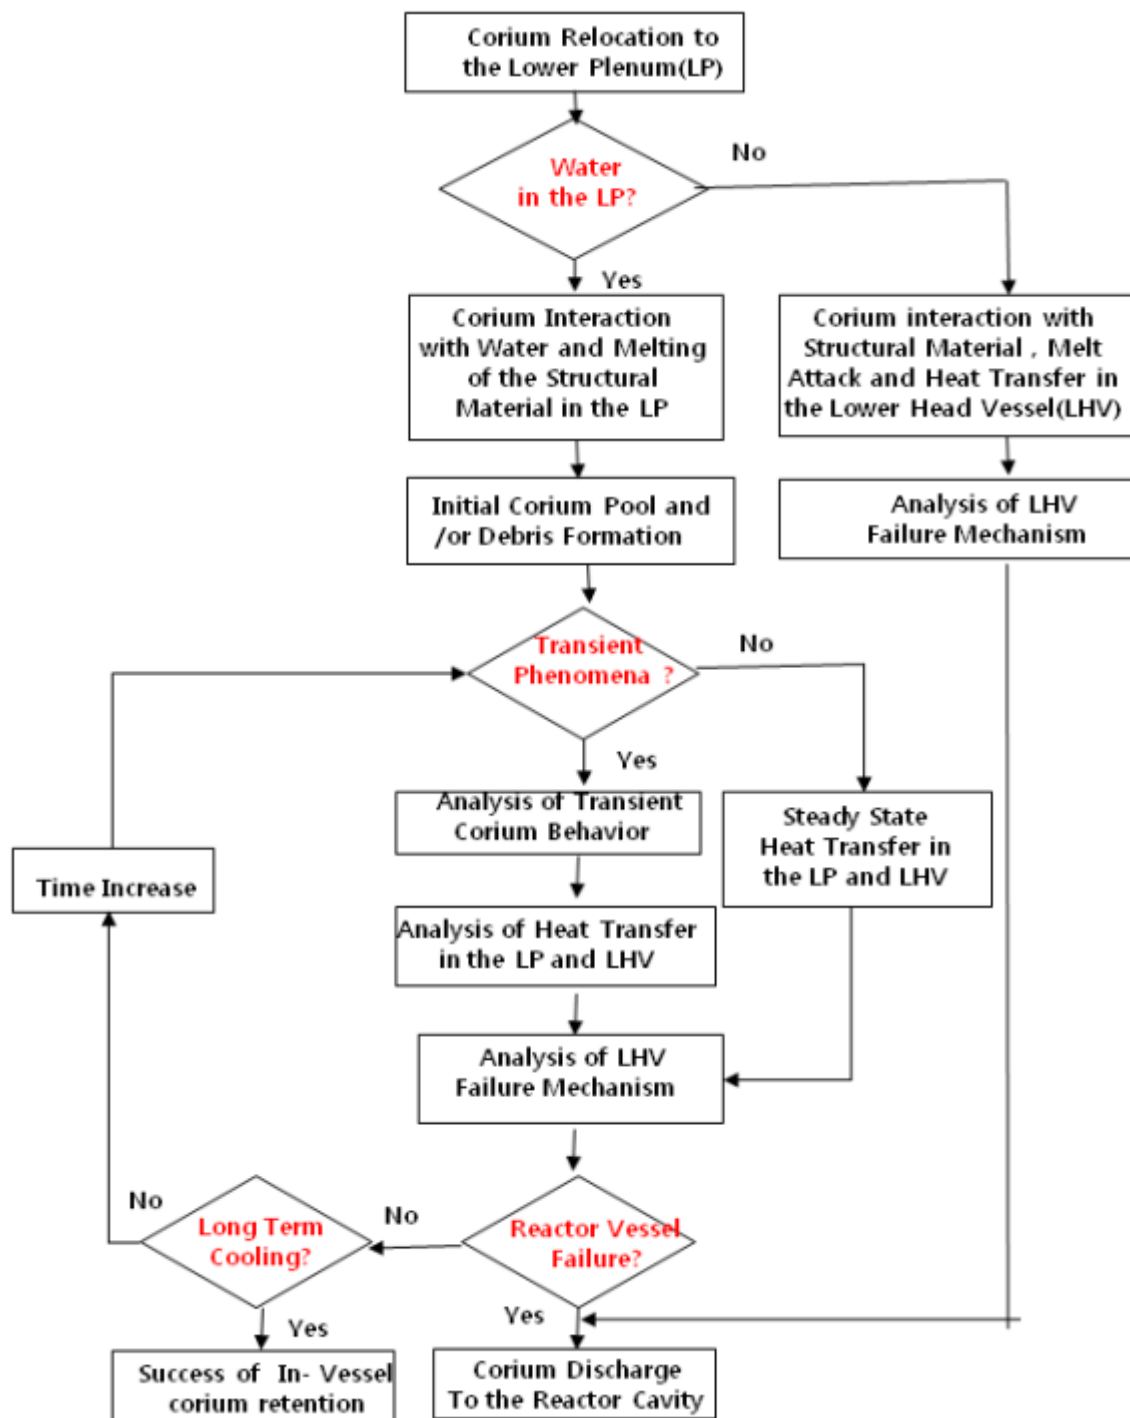 Corium Relocation to
the Lower Plenum(LP)
Water
in the LP?
No
Yes
Corium Interaction
with Water and Melting
of the Structural
Material in the LP
Corium interaction with
Structural Material , Melt
Attack and Heat Transfer in
the Lower Head Vessel(LHV)
Initial Corium Pool and
/or Debris Formation
Analysis of LHV
Failure Mechanism
Transient
Phenomena ?
No
Yes
Analysis of Transient
Corium Behavior
Steady State
Heat Transfer in
the LP and LHV
Time Increase
Analysis of Heat Transfer
in the LP and LHV
Analysis of LHV
Failure Mechanism
No
Long Term
Cooling?
No
Reactor Vessel
Failure?
Yes
Yes
Success of In- Vessel
corium retention
Corium Discharge
To the Reactor Cavity